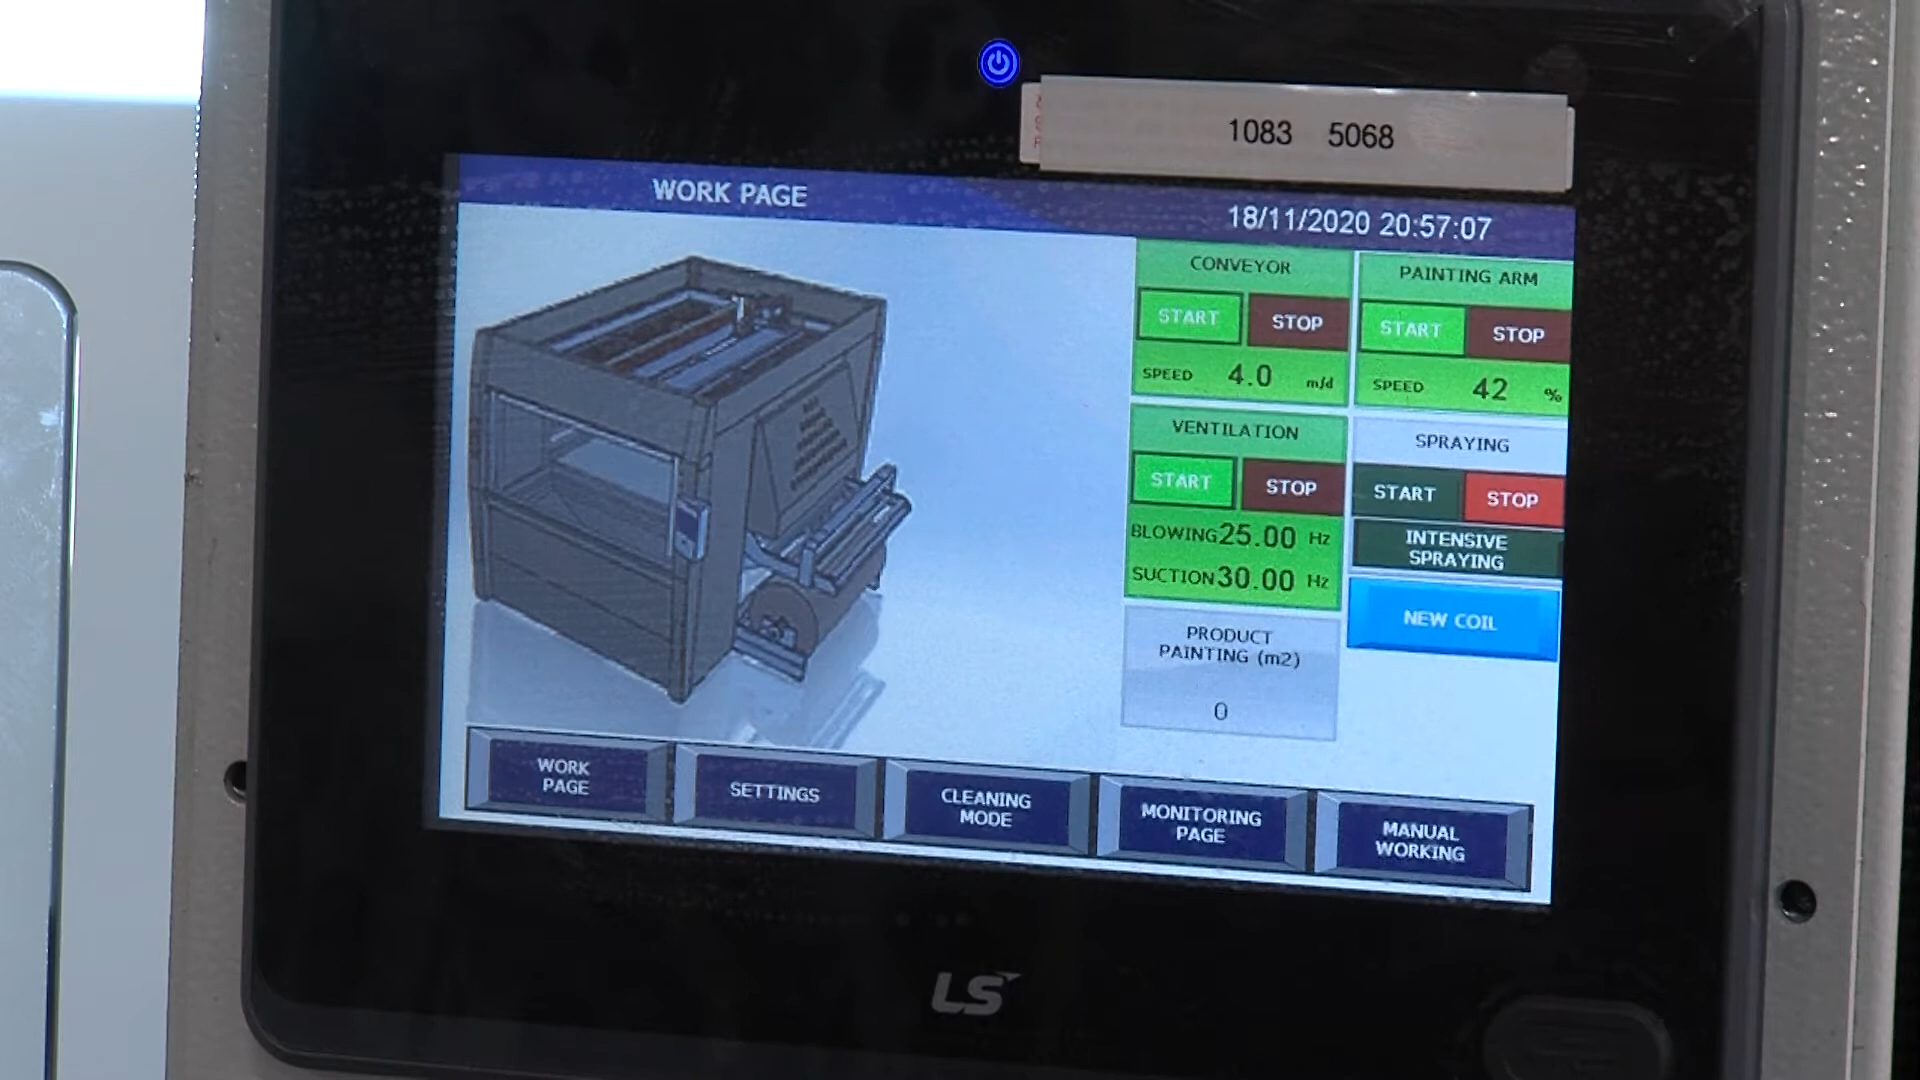 1083 5068
WORK PAGE
18/11/2020 20:57:07
CONVEYOR
START STOP
SPEED 4.0 m/d
PAINTING ARM
START STOP
SPEED 42 %
VENTILATION
START STOP
BLOWING 25.00 Hz
SUCTION 30.00 Hz
SPRAYING
START STOP
INTENSIVE
SPRAYING
NEW COIL
PRODUCT
PAINTING (m2)
0
WORK
PAGE
SETTINGS
CLEANING
MODE
MONITORING
PAGE
MANUAL
WORKING
LS